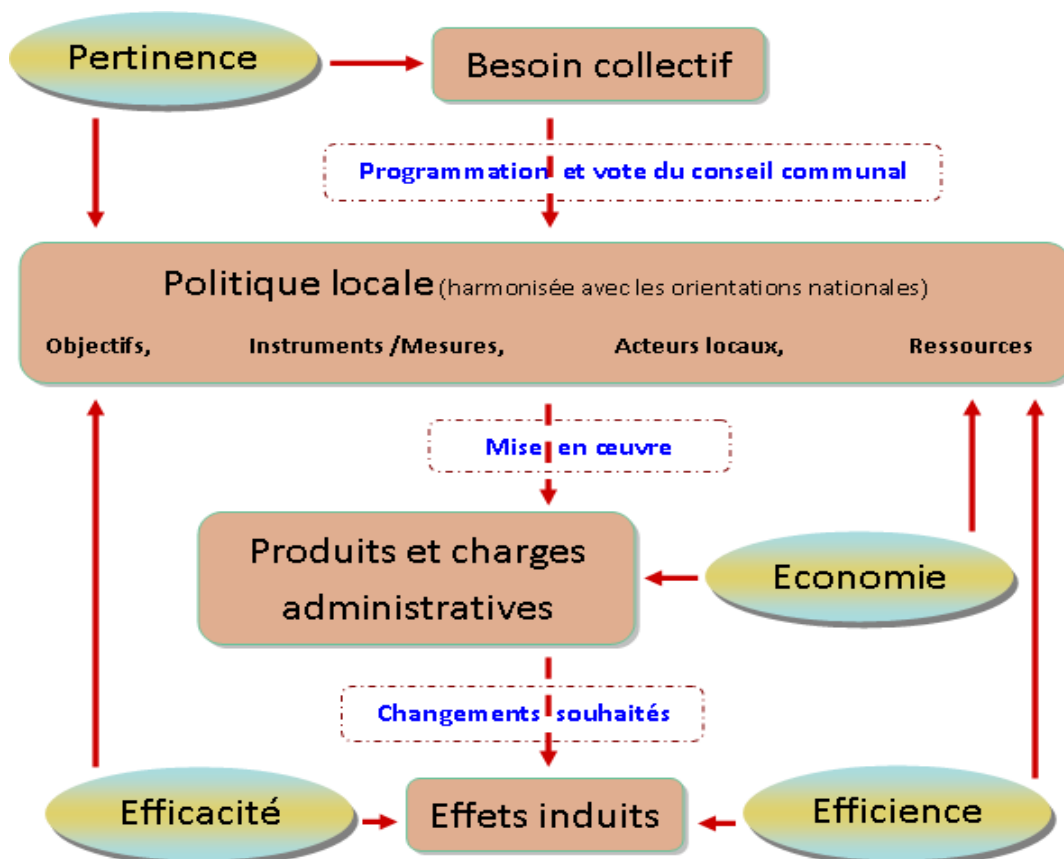 Pertinence
Besoin collectif
Programmation et vote du conseil communal
Politique locale (harmonisée avec les orientations nationales)
Objectifs, Instruments /Mesures, Acteurs locaux, Ressources
Mise en œuvre
Produits et charges
administratives
Economie
Changements souhaités
Efficacité
Effets induits
Efficience